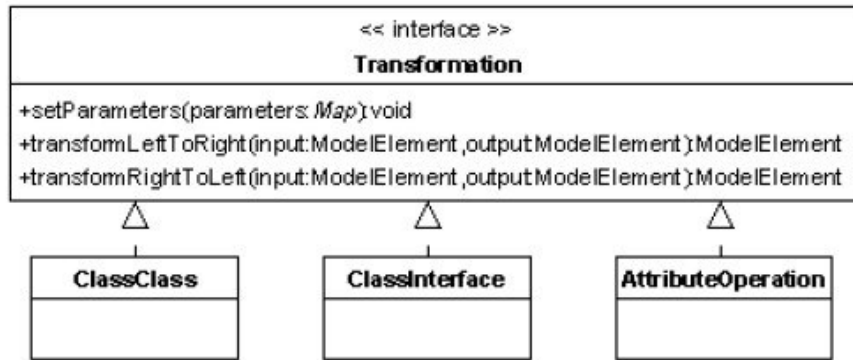 << interface >>
Transformation
+setParameters(parameters:Map):void
+transformLeftToRight(input:ModelElement,output:ModelElement):ModelElement
+transformRightToLeft(input:ModelElement,output:ModelElement):ModelElement
ClassClass
ClassInterface
AttributeOperation